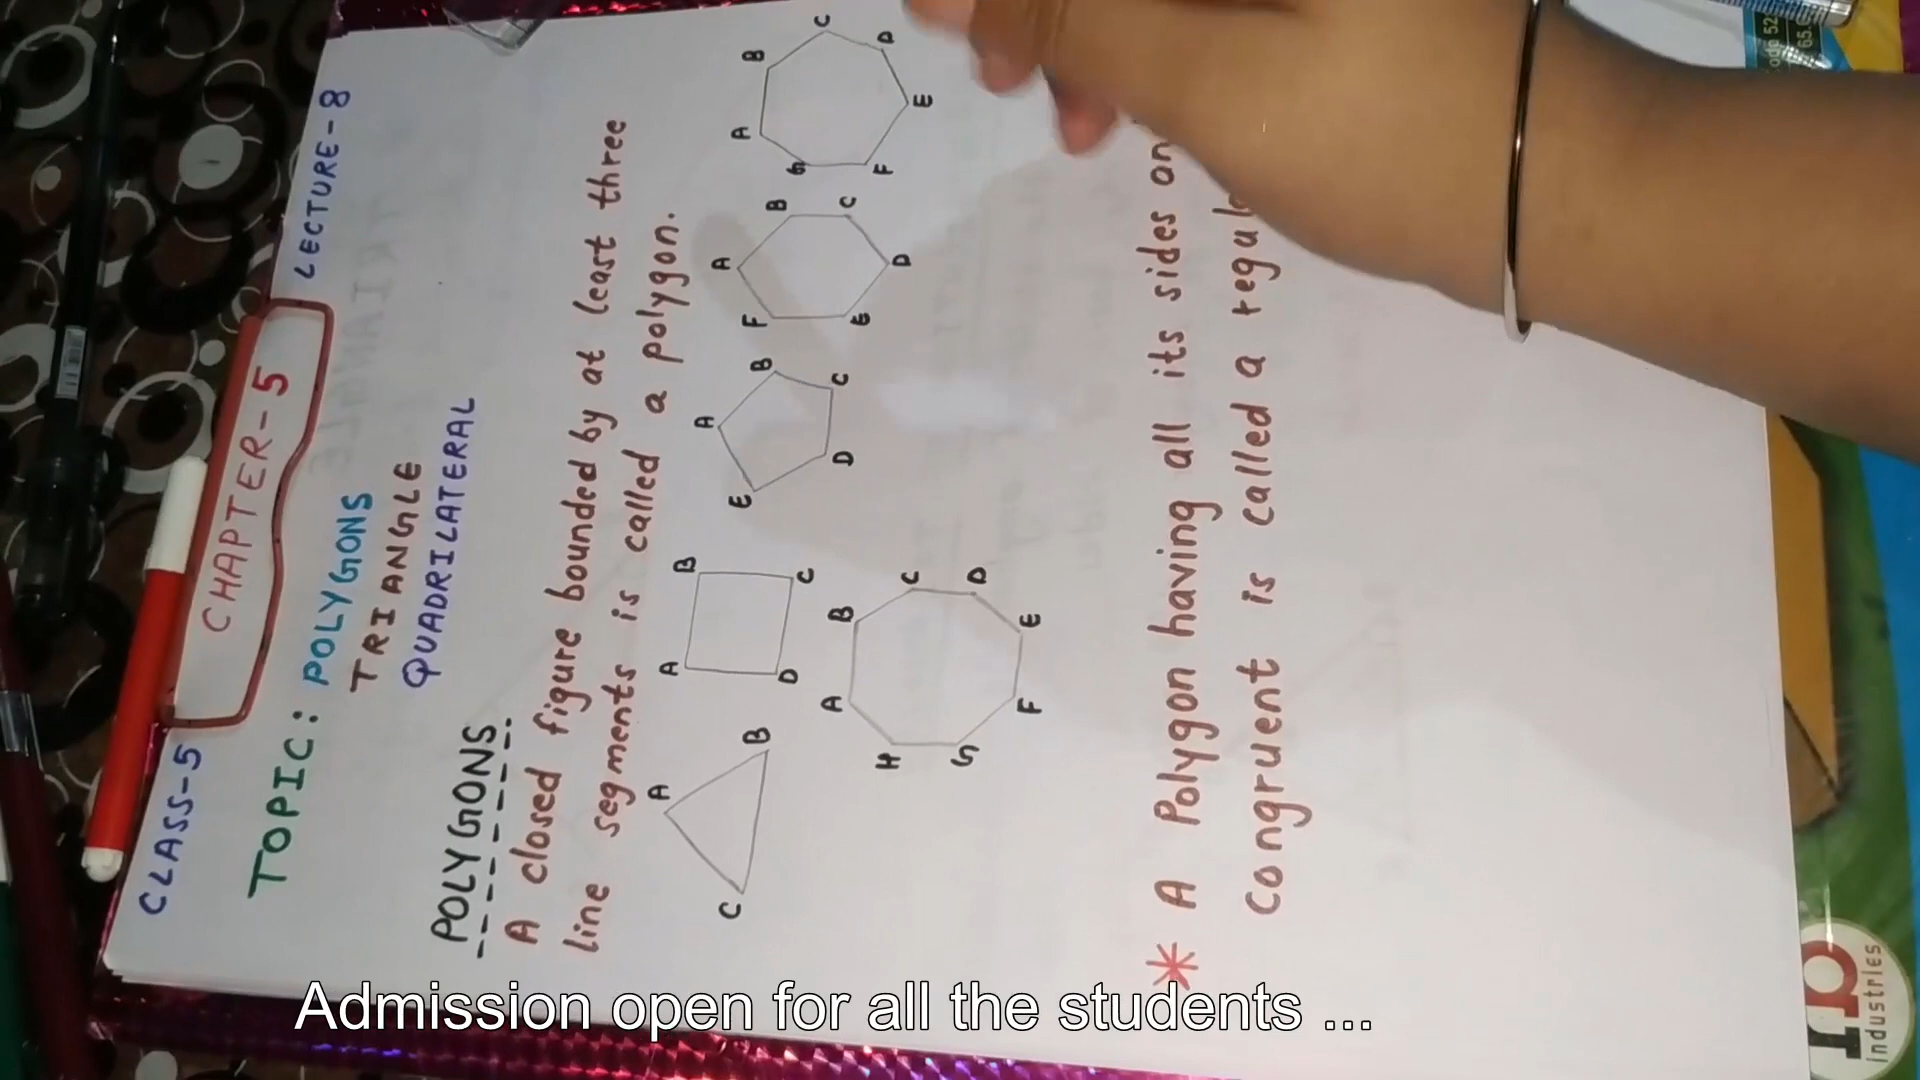 CLASS-5
CHAPTER-5
LECTURE-8
TOPIC: POLYGONS
TRIANGLE
QUADRILATERAL
POLYGONS
A closed figure bounded by at least three
line segments is called a polygon.
A
B
C
A
B
C
D
A
B
C
D
E
A
B
C
D
E
F
A
B
C
D
E
F
G
A
B
C
D
E
F
G
H
* A Polygon having all its sides
congruent is called a
Admission open for all the students ...
industries